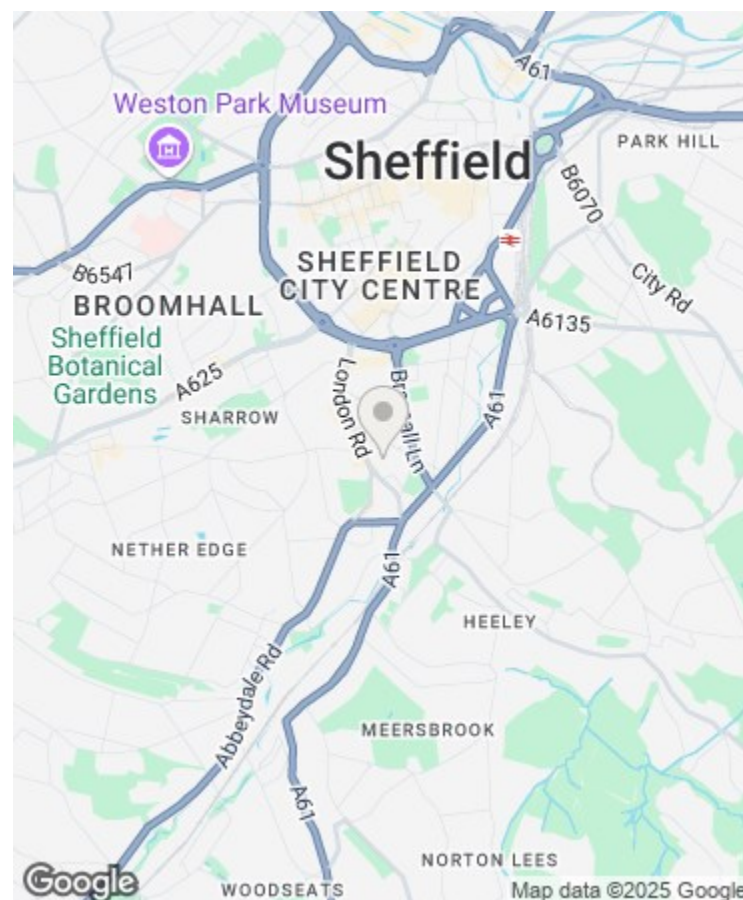 A61
Weston Park Museum
PARK HILL
Sheffield
B6070
SHEFFIELD
CITY CENTRE
City Rd
B6547
BROOMHALL
A6135
Sheffield
Botanical
Gardens
A625
London Rd
Ln
A61
SHARROW
NETHER EDGE
A61
HEELEY
Abbeydale Rd
MEERSBROOK
A61
NORTON LEES
WOODSEATS
Google
Map data ©2025 Google